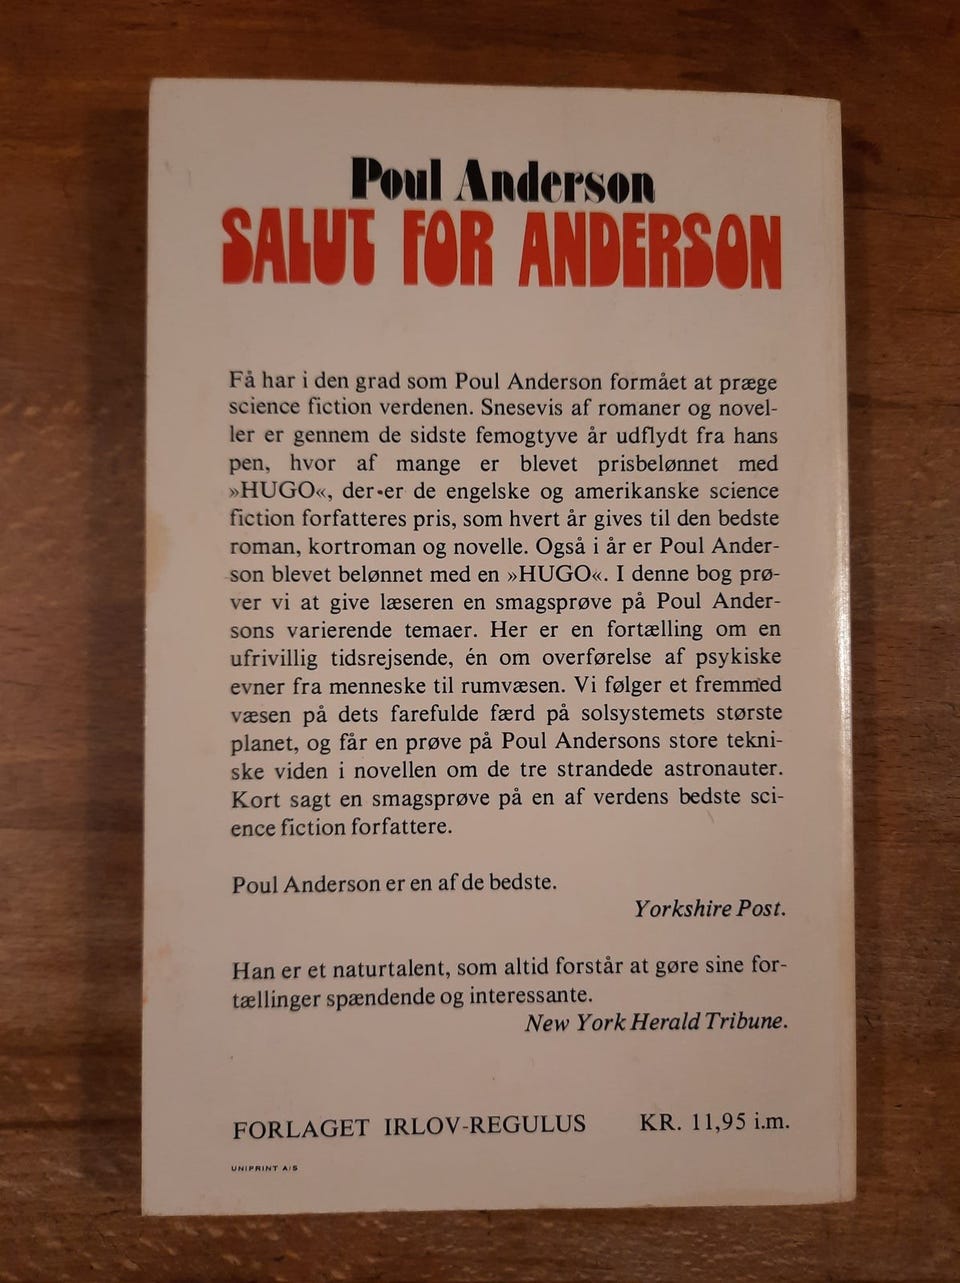 Poul Anderson
SALUT FOR ANDERSON
Få har i den grad som Poul Anderson formået at præge
science fiction verdenen. Snesevis af romaner og novel-
ler er gennem de sidste femogtyve år udflydt fra hans
pen, hvor af mange er blevet prisbelønnet med
»HUGO«, der er de engelske og amerikanske science
fiction forfatteres pris, som hvert år gives til den bedste
roman, kortroman og novelle. Også i år er Poul Ander-
son blevet belønnet med en »HUGO«. I denne bog prø-
ver vi at give læseren en smagsprøve på Poul Ander-
sons varierende temaer. Her er en fortælling om en
ufrivillig tidsrejsende, én om overførelse af psykiske
evner fra menneske til rumvæsen. Vi følger et fremmed
væsen på dets farefulde færd på solsystemets største
planet, og får en prøve på Poul Andersons store tekni-
ske viden i novellen om de tre strandede astronauter.
Kort sagt en smagsprøve på en af verdens bedste sci-
ence fiction forfattere.
Poul Anderson er en af de bedste.
Yorkshire Post.
Han er et naturtalent, som altid forstår at gøre sine for-
tællinger spændende og interessante.
New York Herald Tribune.
FORLAGET IRLOV-REGULUS KR. 11,95 i.m.
UNIPRINT A/S